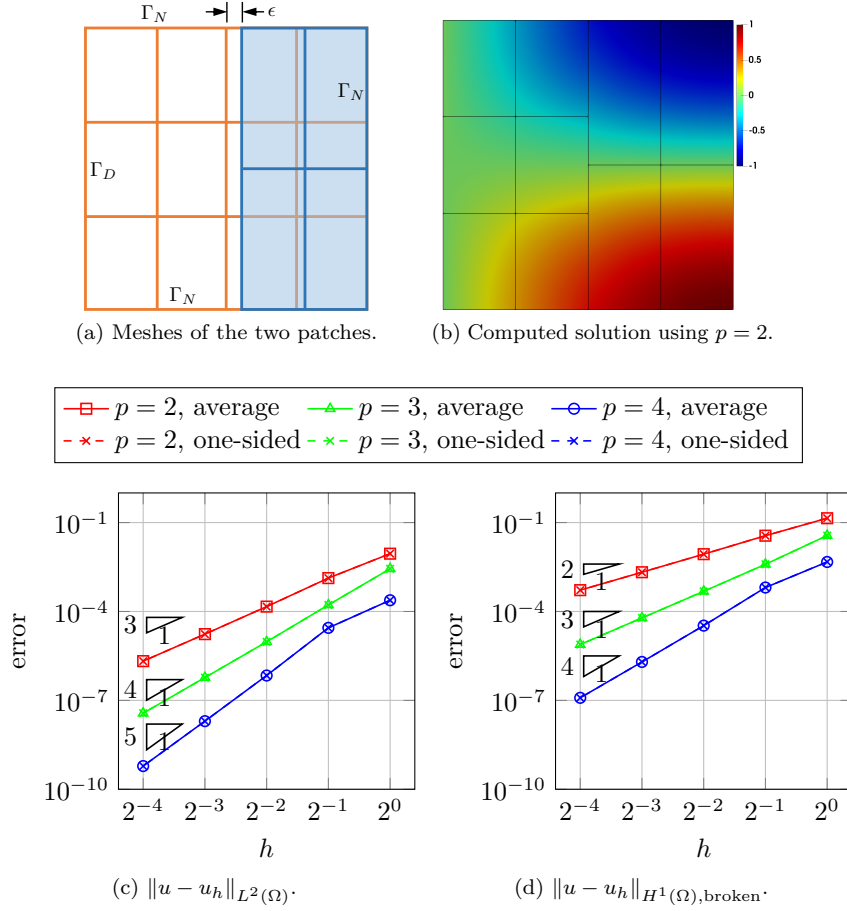 Γ_N
ϵ
Γ_N
Γ_D
Γ_N
1
0.5
0
-0.5
-1
(a) Meshes of the two patches.
(b) Computed solution using p = 2.
p = 2, average p = 3, average p = 4, average
p = 2, one-sided p = 3, one-sided p = 4, one-sided
10^{−1}
10^{−4}
10^{−7}
10^{−10}
error
3
1
4
1
5
1
2^{−4} 2^{−3} 2^{−2} 2^{−1} 2^0
h
(c) ‖u − u_h‖_{L^2(Ω)}.
10^{−1}
10^{−4}
10^{−7}
10^{−10}
error
2
1
3
1
4
1
2^{−4} 2^{−3} 2^{−2} 2^{−1} 2^0
h
(d) ‖u − u_h‖_{H^1(Ω),broken}.